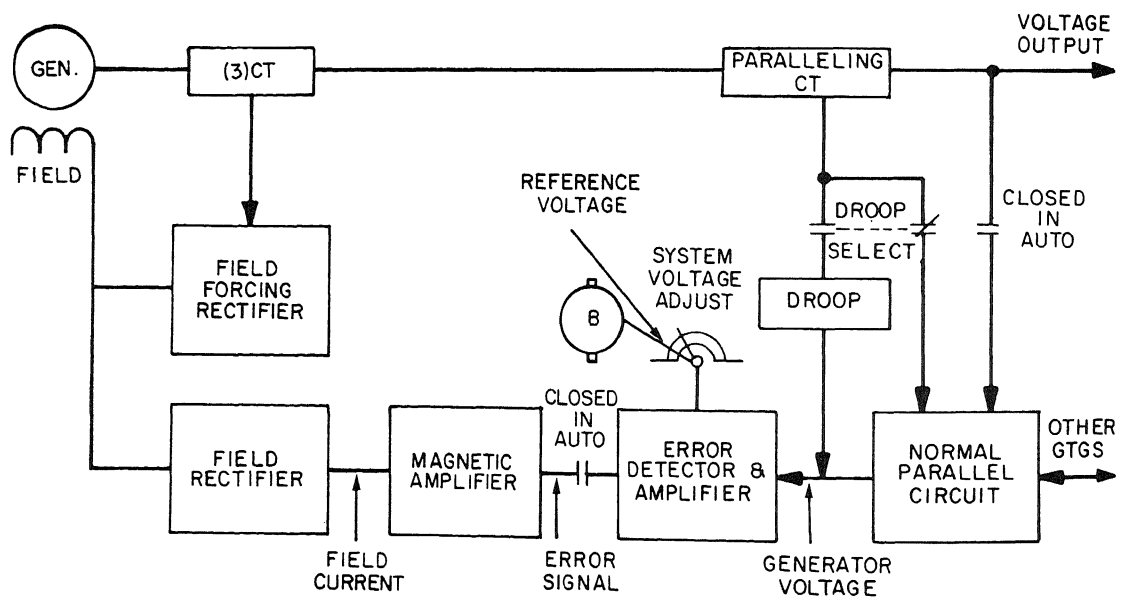 VOLTAGE
OUTPUT
GEN.
(3)CT
PARALLELING
CT
FIELD
REFERENCE
VOLTAGE
DROOP
SELECT
CLOSED
IN
AUTO
SYSTEM
VOLTAGE
ADJUST
FIELD
FORCING
RECTIFIER
B
DROOP
CLOSED
IN
AUTO
FIELD
RECTIFIER
MAGNETIC
AMPLIFIER
ERROR
DETECTOR &
AMPLIFIER
NORMAL
PARALLEL
CIRCUIT
OTHER
GTGS
FIELD
CURRENT
ERROR
SIGNAL
GENERATOR
VOLTAGE